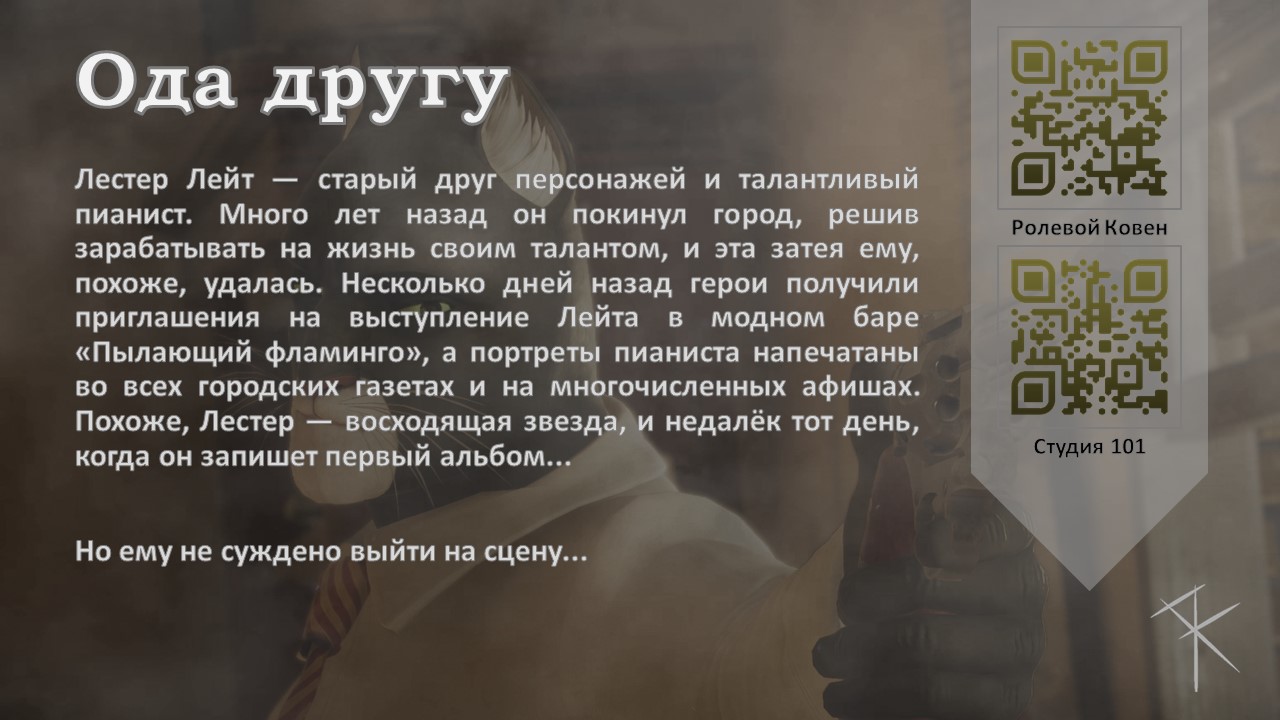 Ода другу
Лестер Лейт — старый друг персонажей и талантливый
пианист. Много лет назад он покинул город, решив
зарабатывать на жизнь своим талантом, и эта затея ему,
похоже, удалась. Несколько дней назад герои получили
приглашения на выступление Лейта в модном баре
«Пылающий фламинго», а портреты пианиста напечатаны
во всех городских газетах и на многочисленных афишах.
Похоже, Лестер — восходящая звезда, и недалёк тот день,
когда он запишет первый альбом...
Но ему не суждено выйти на сцену...
Ролевой Ковен
Студия 101